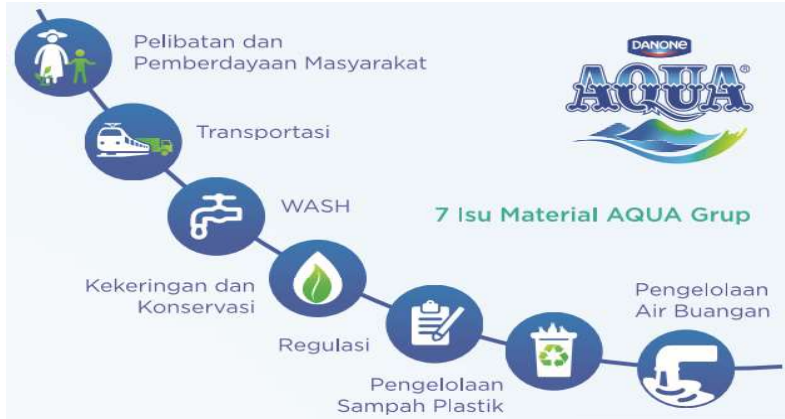 Pelibatan dan
Pemberdayaan Masyarakat
DANONE
AQUA®
Transportasi
WASH
7 Isu Material AQUA Grup
Kekeringan dan
Konservasi
Pengelolaan
Air Buangan
Regulasi
Pengelolaan
Sampah Plastik